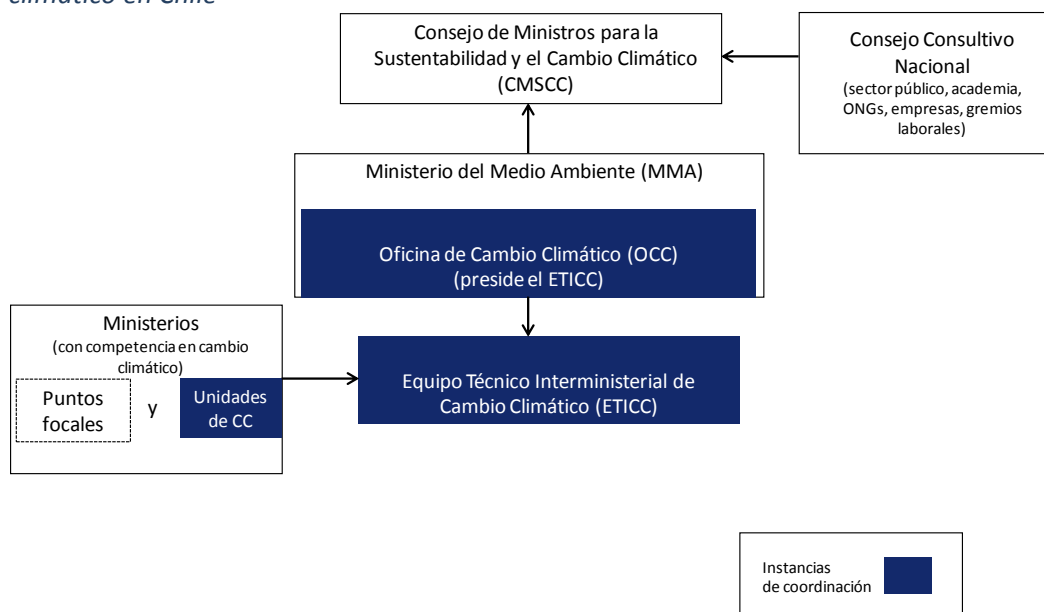 climático en Chile
Consejo de Ministros para la
Sustentabilidad y el Cambio Climático
(CMSCC)
Consejo Consultivo
Nacional
(sector público, academia,
ONGs, empresas, gremios
laborales)
Ministerio del Medio Ambiente (MMA)
Oficina de Cambio Climático (OCC)
(preside el ETICC)
Ministerios
(con competencia en cambio
climático)
Puntos
focales
y
Unidades
de CC
Equipo Técnico Interministerial de
Cambio Climático (ETICC)
Instancias
de coordinación